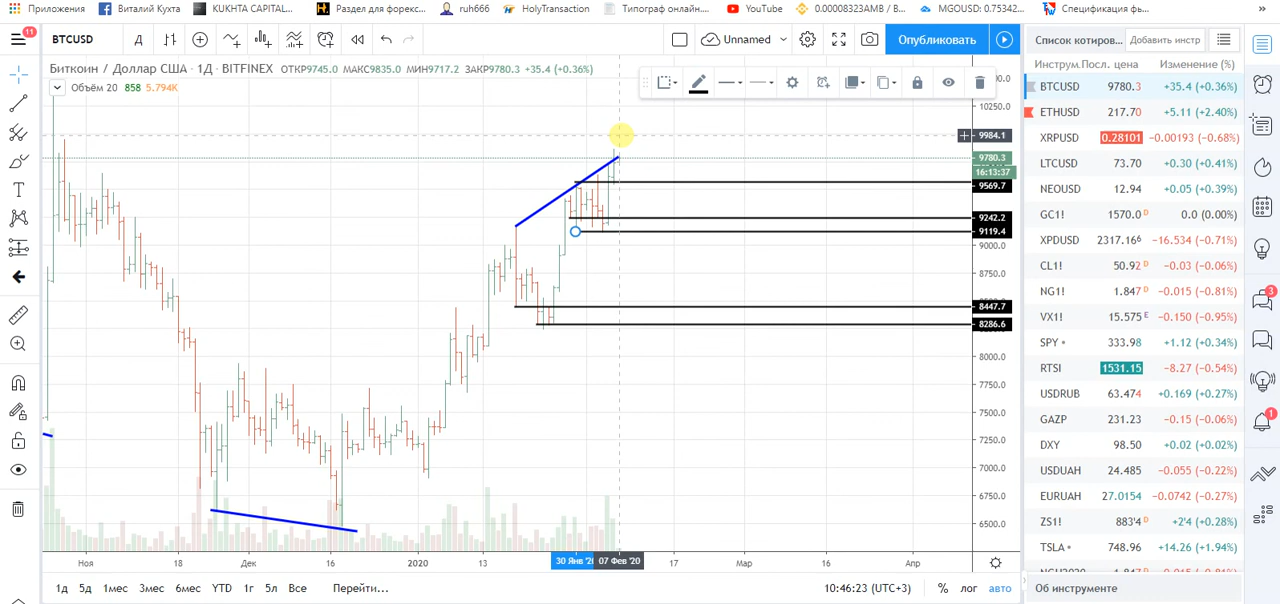 Приложения Виталий Кухта KUKHTA CAPITAL... Раздел для форекс... ruh666 HolyTransaction Типограф онлайн.... YouTube 0.00008323AMB / B... MGOUSD: 0.75342... Спецификация фь... »
11 BTCUSD Д Unnamed Опубликовать Список котиров... Добавить инстр
Биткоин / Доллар США · 1Д · BITFINEX ОТКР9745.0 МАКС9835.0 МИН9717.2 ЗАКР9780.3 +35.4 (+0.36%)
Объём 20 858 5.794K
Инструм Посл. цена Изменение (%)
BTCUSD 9780.3 +35.4 (+0.36%)
ETHUSD 217.70 +5.11 (+2.40%)
XRPUSD 0.28101 −0.00193 (−0.68%)
LTCUSD 73.70 +0.30 (+0.41%)
NEOUSD 12.94 +0.05 (+0.39%)
GC1! 1570.0 D 0.0 (0.00%)
XPDUSD 2317.16⁶ −16.534 (−0.71%)
CL1! 50.92 D −0.03 (−0.06%)
NG1! 1.847 D −0.015 (−0.81%)
VX1! 15.575 E −0.150 (−0.95%)
SPY 333.98 +1.12 (+0.34%)
RTSI 1531.15 −8.27 (−0.54%)
USDRUB 63.474 +0.169 (+0.27%)
GAZP 231.23 −0.15 (−0.06%)
DXY 98.50 +0.02 (+0.02%)
USDUAH 24.485 −0.055 (−0.22%)
EURUAH 27.0154 −0.0742 (−0.27%)
ZS1! 883'4 D +2'4 (+0.28%)
TSLA 748.96 +14.26 (+1.94%)
Об инструменте
10250.0
9984.1
9780.3
16:13:37
9569.7
9242.2
9119.4
9000.0
8750.0
8447.7
8286.6
8000.0
7750.0
7500.0
7250.0
7000.0
6750.0
6500.0
Ноя 18 Дек 16 2020 13 30 Янв '20 07 Фев '20 17 Мар 16 Апр
1д 5д 1мес 3мес 6мес YTD 1г 5л Все Перейти... 10:46:23 (UTC+3) % лог авто
3
1